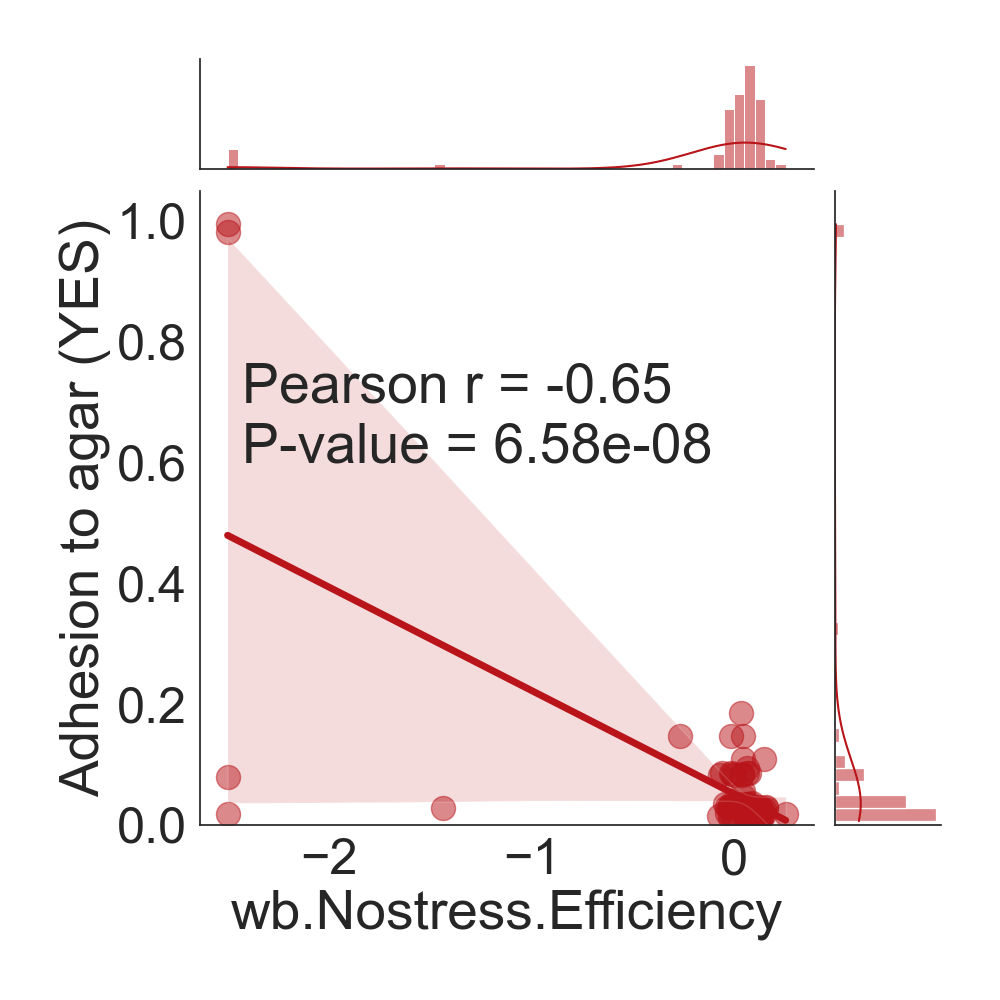 Adhesion to agar (YES)
1.0
0.8
0.6
0.4
0.2
0.0
Pearson r = -0.65
P-value = 6.58e-08
−2 −1 0
wb.Nostress.Efficiency